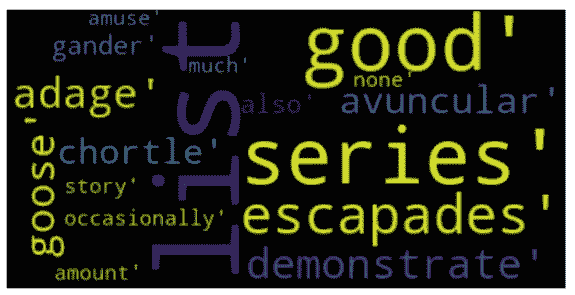 amuse'
gander'
much'
good'
none'
adage'
list
also'
avuncular'
goose'
chortle'
series'
story'
occasionally'
escapades'
amount'
demonstrate'